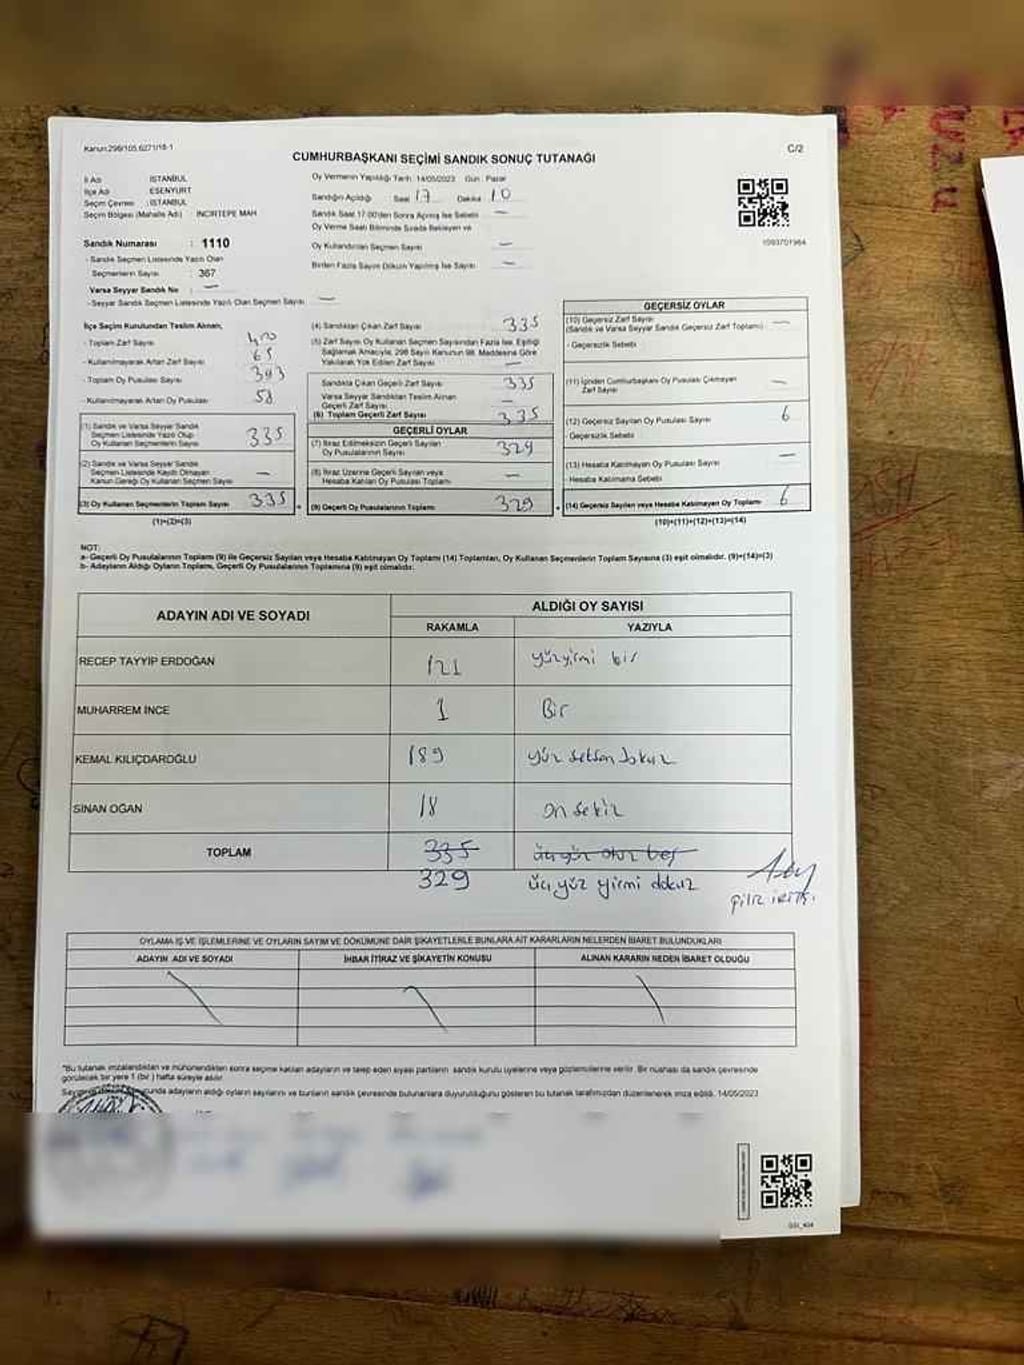 Kanun:298/105,6271/18-1
C/2
CUMHURBAŞKANI SEÇİMİ SANDIK SONUÇ TUTANAĞI
İl Adı : İSTANBUL
İlçe Adı : ESENYURT
Seçim Çevresi : İSTANBUL
Seçim Bölgesi (Mahalle Adı) : İNCİRTEPE MAH
Sandık Numarası : 1110
- Sandık Seçmen Listesinde Yazılı Olan
Seçmenlerin Sayısı : 367
Varsa Seyyar Sandık No : —
- Seyyar Sandık Seçmen Listesinde Yazılı Olan Seçmen Sayısı : —
Oy Vermenin Yapıldığı Tarih : 14/05/2023 Gün : Pazar
Sandığın Açıldığı Saat 17 Dakika 10
Sandık Saat 17.00'den Sonra Açılmış İse Sebebi : —
Oy Verme Saati Bitiminde Sırada Bekleyen ve
Oy Kullandırılan Seçmen Sayısı —
Birden Fazla Sayım Döküm Yapılmış İse Sayısı —
İlçe Seçim Kurulundan Teslim Alınan;
- Toplam Zarf Sayısı 400
- Kullanılmayarak Artan Zarf Sayısı 65
- Toplam Oy Pusulası Sayısı 393
- Kullanılmayarak Artan Oy Pusulası 58
(1) Sandık ve Varsa Seyyar Sandık
Seçmen Listesinde Yazılı Olup
Oy Kullanan Seçmenlerin Sayısı 335
(2) Sandık ve Varsa Seyyar Sandık
Seçmen Listesinde Kayıtlı Olmayan
Kanun Gereği Oy Kullanan Seçmen Sayısı —
(3) Oy Kullanan Seçmenlerin Toplam Sayısı 335
(1)+(2)=(3)
(4) Sandıktan Çıkan Zarf Sayısı 335
(5) Zarf Sayısı Oy Kullanan Seçmen Sayısından Fazla İse, Eşitliği
Sağlamak Amacıyla; 298 Sayılı Kanunun 98. Maddesine Göre
Yakılarak Yok Edilen Zarf Sayısı —
Sandıkta Çıkan Geçerli Zarf Sayısı 335
Varsa Seyyar Sandıktan Teslim Alınan
Geçerli Zarf Sayısı —
(6) Toplam Geçerli Zarf Sayısı 335
GEÇERLİ OYLAR
(7) İtiraz Edilmeksizin Geçerli Sayılan
Oy Pusulalarının Sayısı 329
(8) İtiraz Üzerine Geçerli Sayılan veya
Hesaba Katılan Oy Pusulası Toplamı —
(9) Geçerli Oy Pusulalarının Toplamı 329
GEÇERSİZ OYLAR
(10) Geçersiz Zarf Sayısı —
(Sandık ve Varsa Seyyar Sandık Geçersiz Zarf Toplamı)
- Geçersizlik Sebebi
(11) İçinden Cumhurbaşkanı Oy Pusulası Çıkmayan
Zarf Sayısı —
(12) Geçersiz Sayılan Oy Pusulası Sayısı 6
- Geçersizlik Sebebi
(13) Hesaba Katılmayan Oy Pusulası Sayısı —
- Hesaba Katılmama Sebebi
(14) Geçersiz Sayılan veya Hesaba Katılmayan Oy Toplamı 6
(10)+(11)+(12)+(13)=(14)
NOT:
a- Geçerli Oy Pusulalarının Toplamı (9) ile Geçersiz Sayılan veya Hesaba Katılmayan Oy Toplamı (14) Toplamları, Oy Kullanan Seçmenlerin Toplam Sayısına (3) eşit olmalıdır. (9)+(14)=(3)
b- Adayların Aldığı Oyların Toplamı, Geçerli Oy Pusulalarının Toplamına (9) eşit olmalıdır.
ADAYIN ADI VE SOYADI
ALDIĞI OY SAYISI
RAKAMLA YAZIYLA
RECEP TAYYİP ERDOĞAN 121 yüzyirmi bir
MUHARREM İNCE 1 Bir
KEMAL KILIÇDAROĞLU 189 yüz seksen dokuz
SİNAN OĞAN 18 on sekiz
TOPLAM 335 üçyüz otuz beş
329 üç yüz yirmi dokuz
OYLAMA İŞ VE İŞLEMLERİNE VE OYLARIN SAYIM VE DÖKÜMÜNE DAİR ŞİKAYETLERLE BUNLARA AİT KARARLARIN NELERDEN İBARET BULUNDUKLARI
ADAYIN ADI VE SOYADI İHBAR İTİRAZ VE ŞİKAYETİN KONUSU ALINAN KARARIN NEDEN İBARET OLDUĞU
"Bu tutanak imzalandıktan ve mühürlendikten sonra seçime katılan adayların ve talep eden siyasi partilerin sandık kurulu üyelerine veya gözlemcilerine verilir. Bir nüshası da sandık çevresinde
görülecek bir yere 1 (bir) hafta süreyle asılır.
adayların aldığı oyların sayılarını ve bunların sandık çevresinde bulunanlara duyurulduğunu gösteren bu tutanak tarafımızdan düzenlenerek imza edildi. 14/05/2023